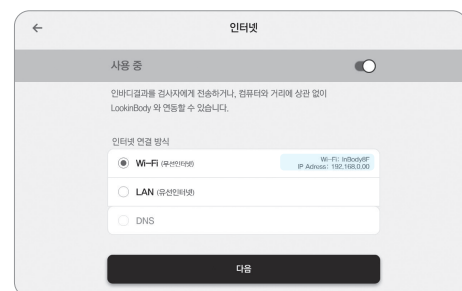 인터넷
사용 중
인바디결과를 검사자에게 전송하거나, 컴퓨터와 거리에 상관 없이
LookinBody 와 연동할 수 있습니다.
인터넷 연결 방식
Wi-Fi (무선인터넷)
Wi-Fi: InBody8F
IP Adress: 192.168.0.00
LAN (유선인터넷)
DNS
다음